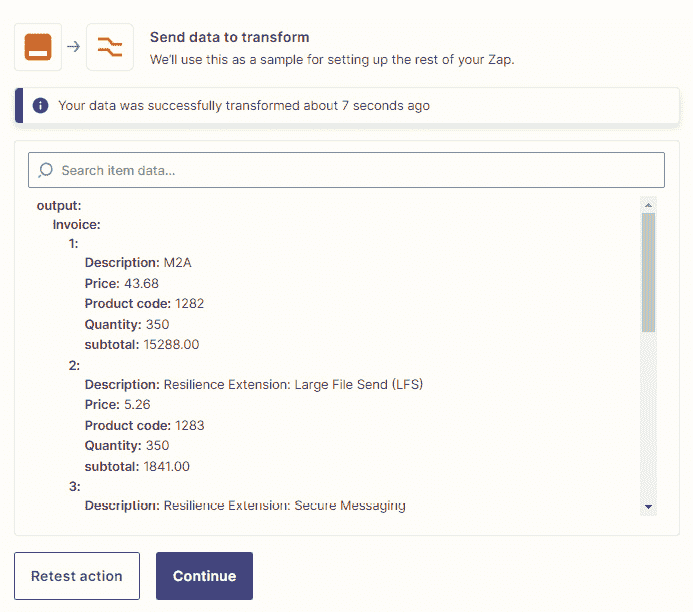 Send data to transform
We'll use this as a sample for setting up the rest of your Zap.
Your data was successfully transformed about 7 seconds ago
Search item data...
output:
Invoice:
1:
Description: M2A
Price: 43.68
Product code: 1282
Quantity: 350
subtotal: 15288.00
2:
Description: Resilience Extension: Large File Send (LFS)
Price: 5.26
Product code: 1283
Quantity: 350
subtotal: 1841.00
3:
Description: Resilience Extension: Secure Messaging
Retest action
Continue